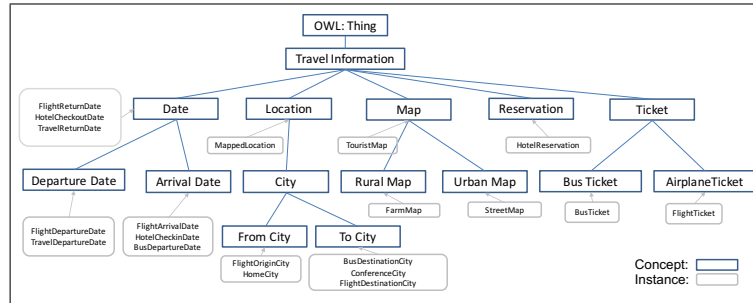 OWL: Thing
Travel Information
FlightReturnDate
HotelCheckoutDate
TravelReturnDate
Date
Location
Map
Reservation
Ticket
MappedLocation
TouristMap
HotelReservation
Departure Date
Arrival Date
City
Rural Map
Urban Map
Bus Ticket
AirplaneTicket
FarmMap
StreetMap
BusTicket
FlightTicket
FlightDepartureDate
TravelDepartureDate
FlightArrivalDate
HotelCheckinDate
BusDepartureDate
From City
To City
FlightOriginCity
HomeCity
BusDestinationCity
ConferenceCity
FlightDestinationCity
Concept:
Instance: